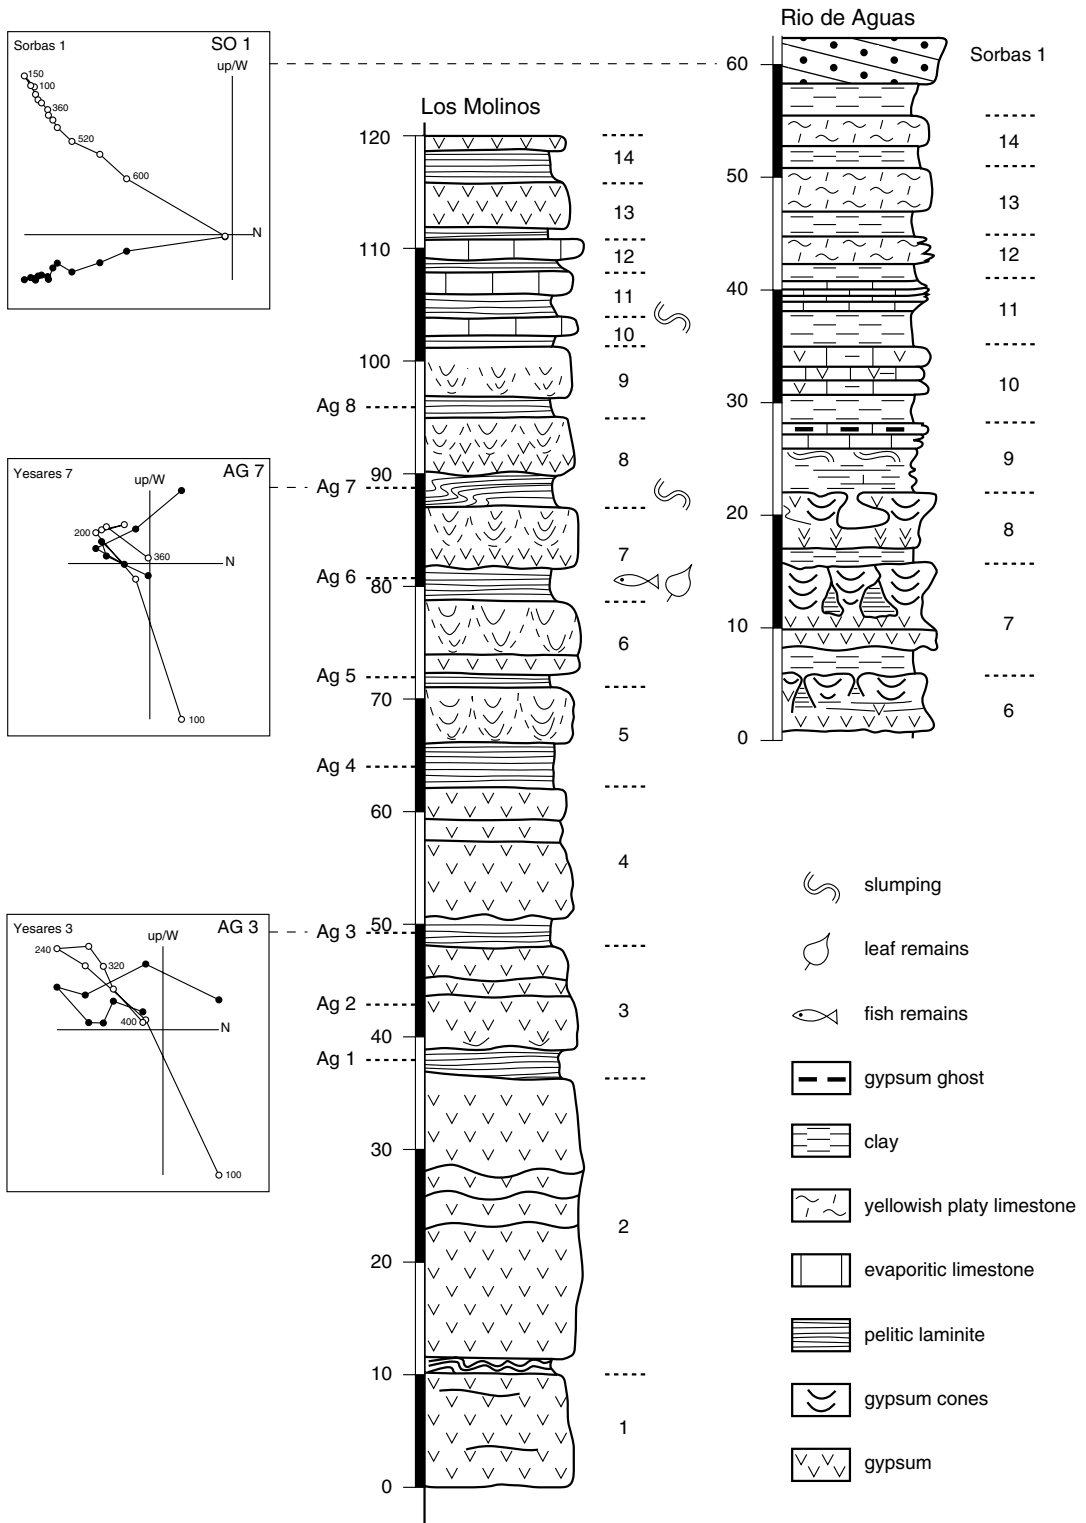 Rio de Aguas
Sorbas 1
60
14
50
13
12
40
11
10
30
9
20
8
10
7
6
0
Los Molinos
120
14
13
110
12
11
10
100
9
Ag 8
8
90
Ag 7
7
Ag 6
80
6
Ag 5
70
5
Ag 4
60
4
50
Ag 3
Ag 2
3
40
Ag 1
30
2
20
10
1
0
Sorbas 1
SO 1
up/W
150
100
360
520
600
N
Yesares 7
AG 7
up/W
200
360
N
100
Yesares 3
AG 3
up/W
240
320
400
N
100
slumping
leaf remains
fish remains
gypsum ghost
clay
yellowish platy limestone
evaporitic limestone
pelitic laminite
gypsum cones
gypsum